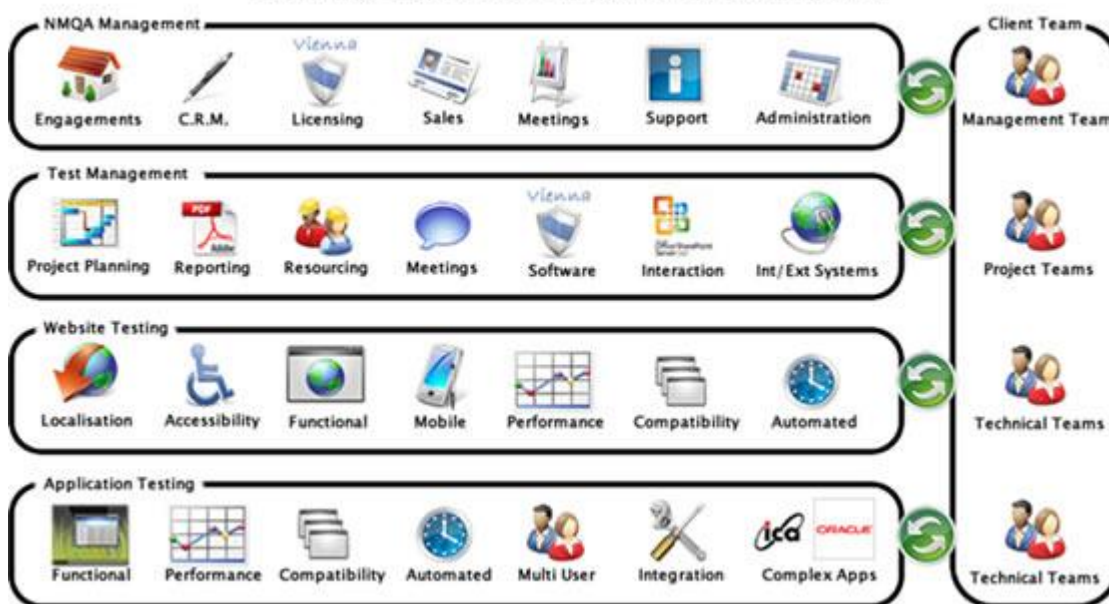 NMQA Management
Client Team
Vienna
Engagements C.R.M. Licensing Sales Meetings Support Administration
Management Team
Test Management
PDF
Adobe
Vienna
Project Planning Reporting Resourcing Meetings Software Interaction Int/Ext Systems
Project Teams
Website Testing
Localisation Accessibility Functional Mobile Performance Compatibility Automated
Technical Teams
Application Testing
ica ORACLE
Functional Performance Compatibility Automated Multi User Integration Complex Apps
Technical Teams